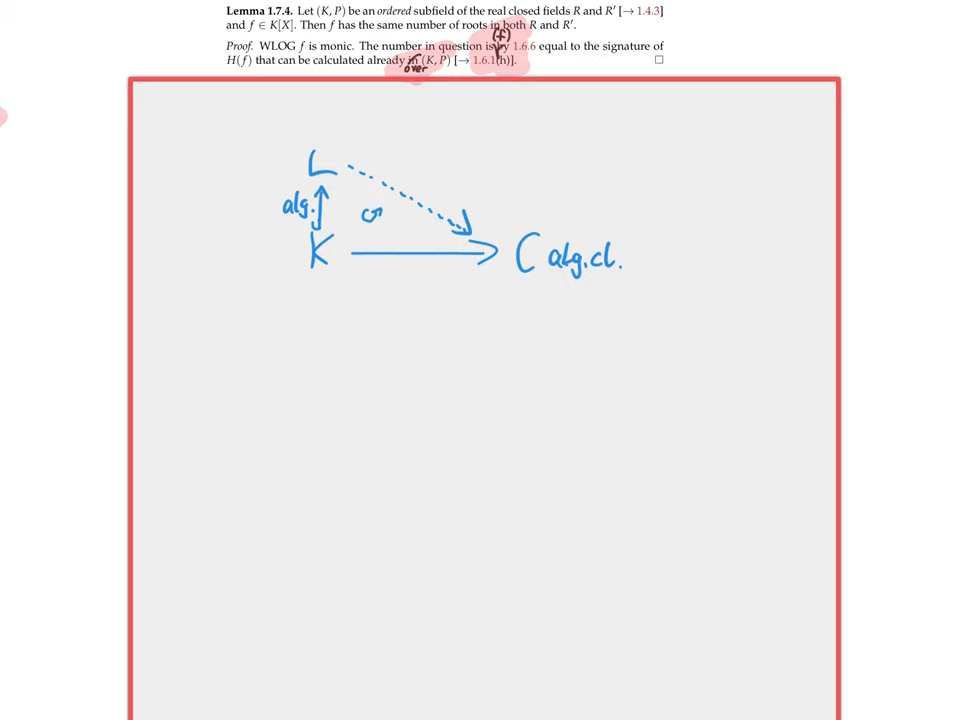 Lemma 1.7.4. Let (K, P) be an ordered subfield of the real closed fields R and R′ [→ 1.4.3]
and f ∈ K[X]. Then f has the same number of roots in both R and R′.
(f)
Proof. WLOG f is monic. The number in question is by 1.6.6 equal to the signature of
H(f) that can be calculated already in (K, P) [→ 1.6.1(h)]. □
over
L
alg.
K
C alg. cl.